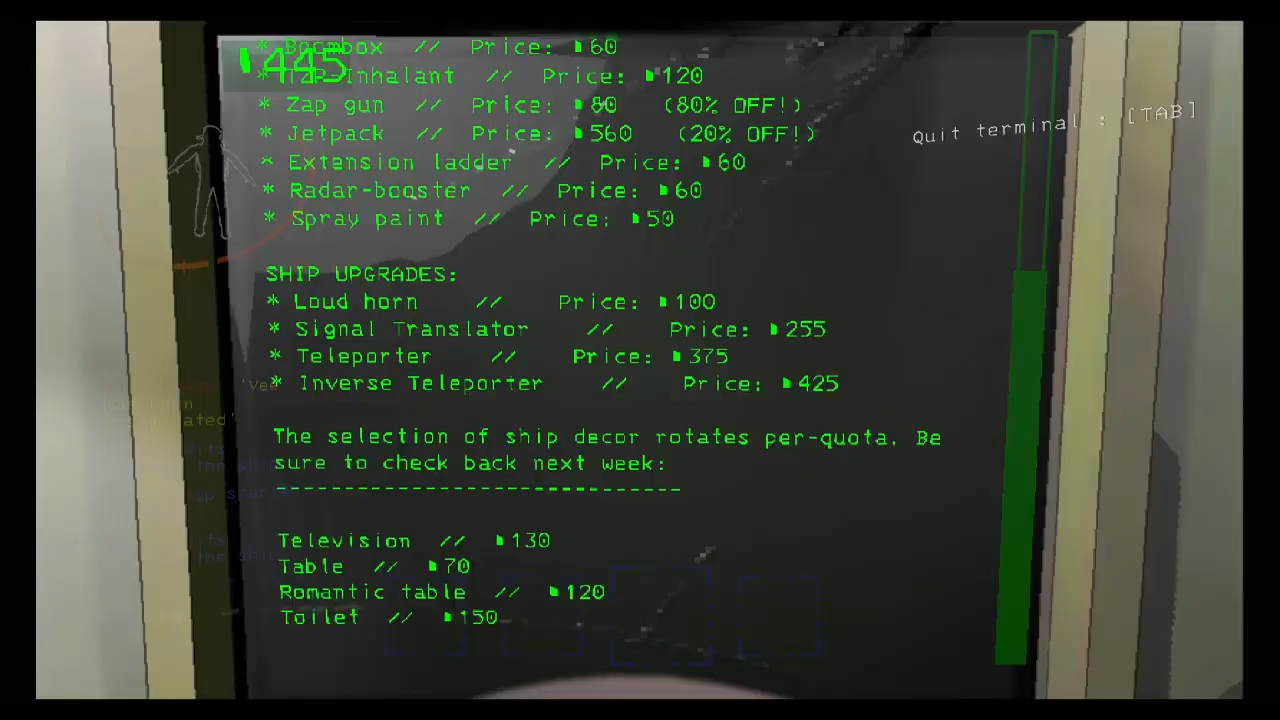 * Boombox // Price: ▮60
▮445
* TZP-Inhalant // Price: ▮120
* Zap gun // Price: ▮80 (80% OFF!)
* Jetpack // Price: ▮560 (20% OFF!)
Quit terminal : [TAB]
* Extension ladder // Price: ▮60
* Radar-booster // Price: ▮60
* Spray paint // Price: ▮50
SHIP UPGRADES:
* Loud horn // Price: ▮100
* Signal Translator // Price: ▮255
* Teleporter // Price: ▮375
* Inverse Teleporter // Price: ▮425
The selection of ship decor rotates per-quota. Be
sure to check back next week:
------------------------------
Television // ▮130
Table // ▮70
Romantic table // ▮120
Toilet // ▮150